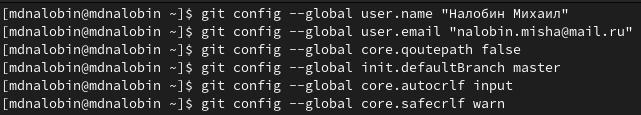 [mdnalobin@mdnalobin ~]$ git config --global user.name "Налобин Михаил"
[mdnalobin@mdnalobin ~]$ git config --global user.email "nalobin.misha@mail.ru"
[mdnalobin@mdnalobin ~]$ git config --global core.qoutepath false
[mdnalobin@mdnalobin ~]$ git config --global init.defaultBranch master
[mdnalobin@mdnalobin ~]$ git config --global core.autocrlf input
[mdnalobin@mdnalobin ~]$ git config --global core.safecrlf warn